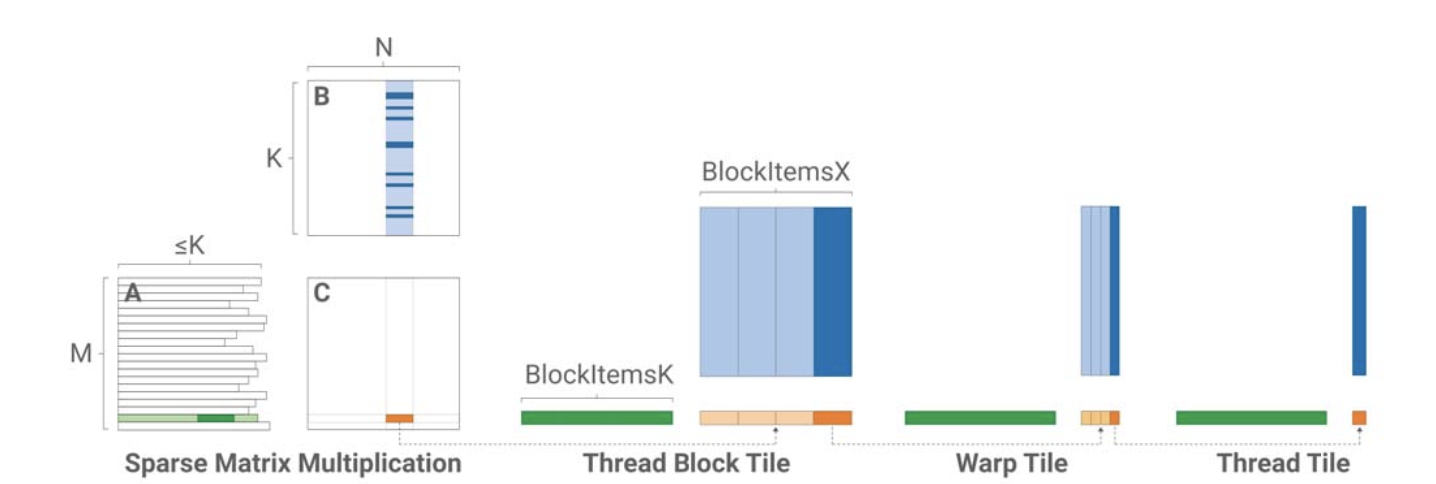 N
B
K
BlockItemsX
≤K
A
C
M
BlockItemsK
Sparse Matrix Multiplication
Thread Block Tile
Warp Tile
Thread Tile